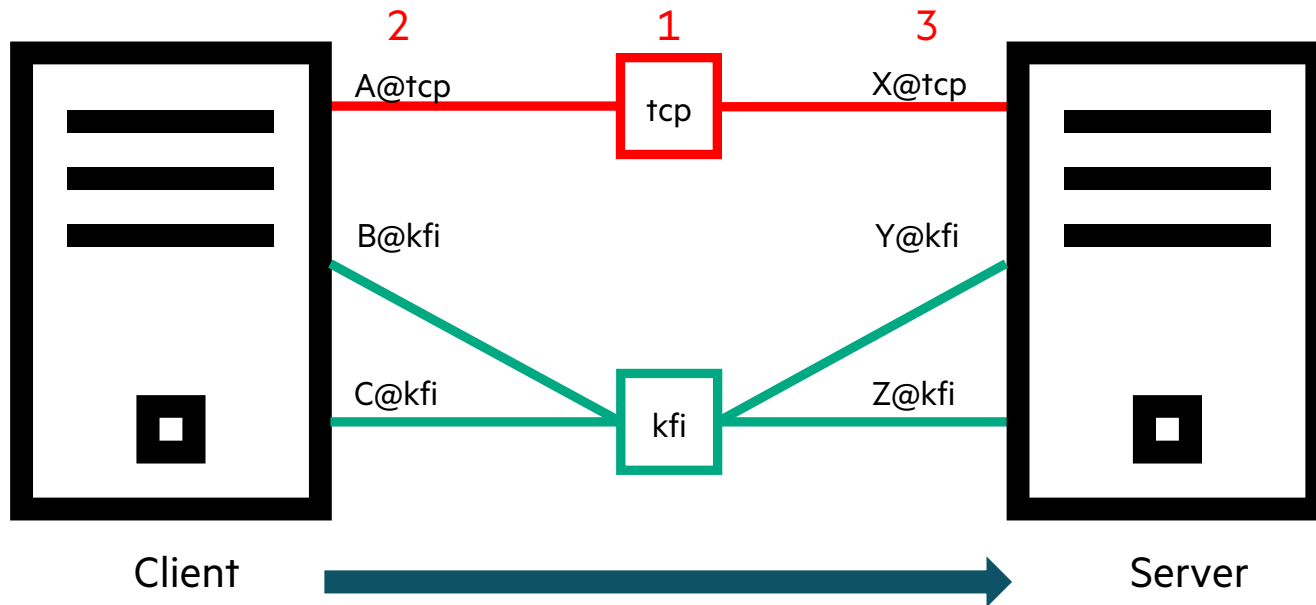 2 1 3
A@tcp X@tcp
tcp
B@kfi Y@kfi
C@kfi Z@kfi
kfi
Client Server